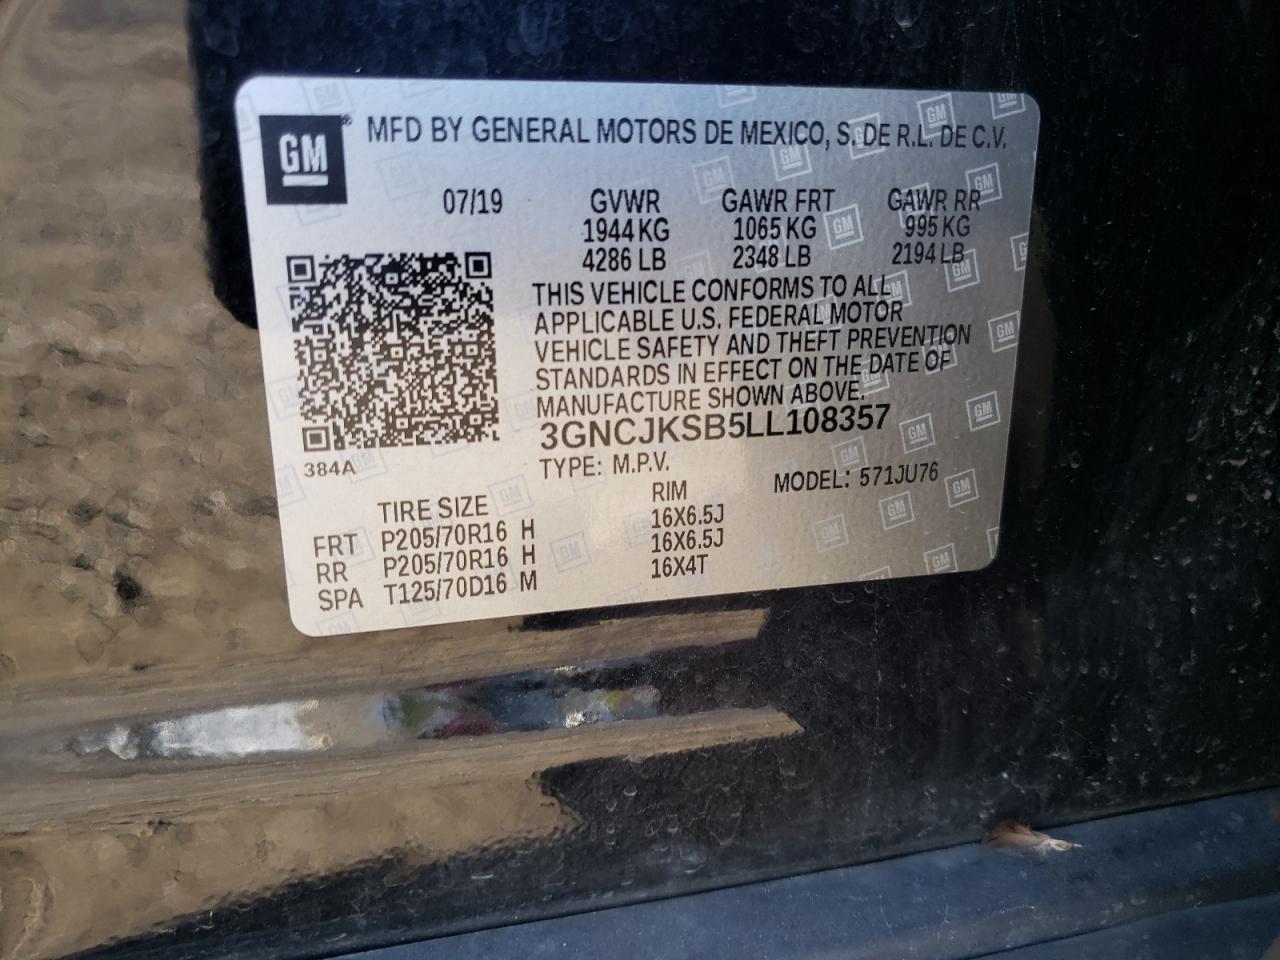 GM
MFD BY GENERAL MOTORS DE MEXICO, S. DE R.L. DE C.V.
07/19 GVWR GAWR FRT GAWR RR
1944 KG 1065 KG 995 KG
4286 LB 2348 LB 2194 LB
THIS VEHICLE CONFORMS TO ALL
APPLICABLE U.S. FEDERAL MOTOR
VEHICLE SAFETY AND THEFT PREVENTION
STANDARDS IN EFFECT ON THE DATE OF
MANUFACTURE SHOWN ABOVE.
3GNCJKSB5LL108357
384A
TYPE: M.P.V. MODEL: 571JU76
TIRE SIZE RIM
FRT P205/70R16 H 16X6.5J
RR P205/70R16 H 16X6.5J
SPA T125/70D16 M 16X4T